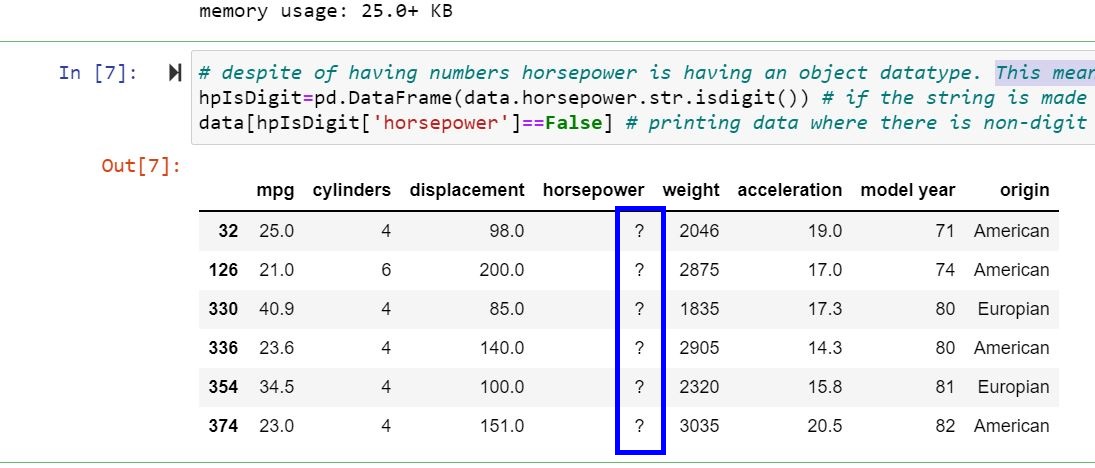 memory usage: 25.0+ KB
In [7]: # despite of having numbers horsepower is having an object datatype. This mean
hpIsDigit=pd.DataFrame(data.horsepower.str.isdigit()) # if the string is made
data[hpIsDigit['horsepower']==False] # printing data where there is non-digit
Out[7]:
mpg cylinders displacement horsepower weight acceleration model year origin
32 25.0 4 98.0 ? 2046 19.0 71 American
126 21.0 6 200.0 ? 2875 17.0 74 American
330 40.9 4 85.0 ? 1835 17.3 80 Europian
336 23.6 4 140.0 ? 2905 14.3 80 American
354 34.5 4 100.0 ? 2320 15.8 81 Europian
374 23.0 4 151.0 ? 3035 20.5 82 American